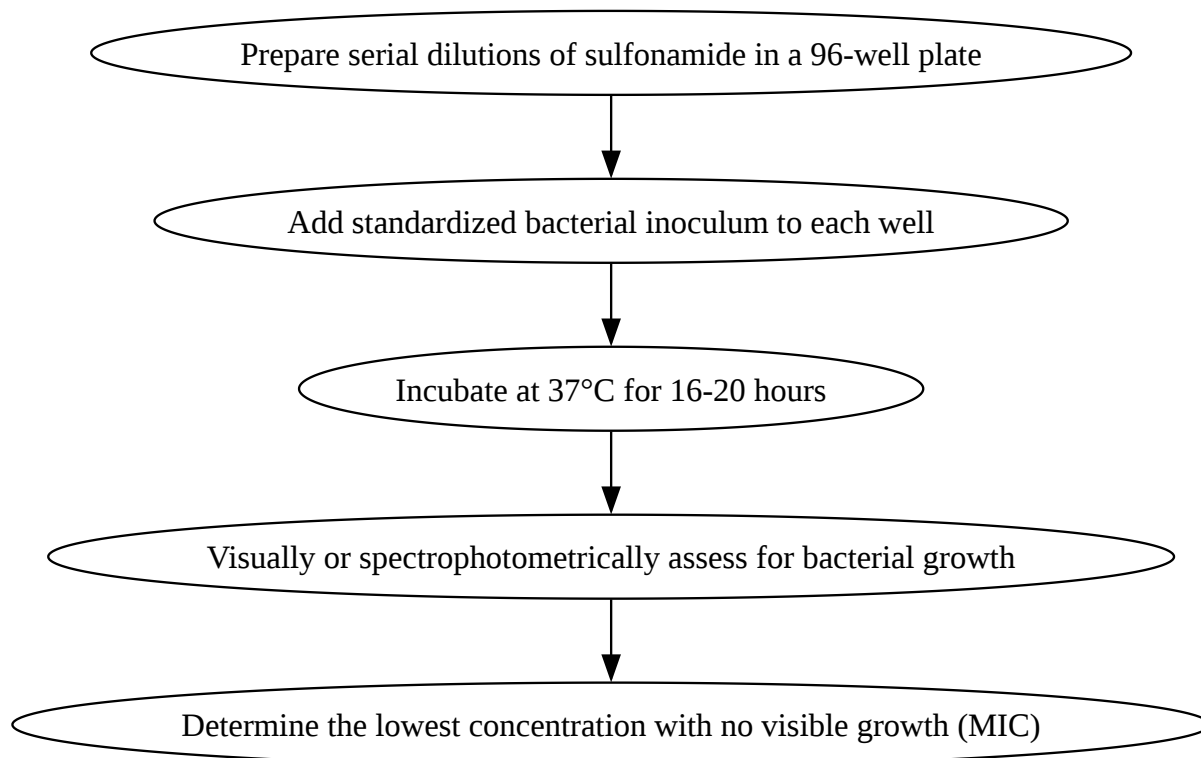 Prepare serial dilutions of sulfonamide in a 96-well plate
Add standardized bacterial inoculum to each well
Incubate at 37°C for 16-20 hours
Visually or spectrophotometrically assess for bacterial growth
Determine the lowest concentration with no visible growth (MIC)